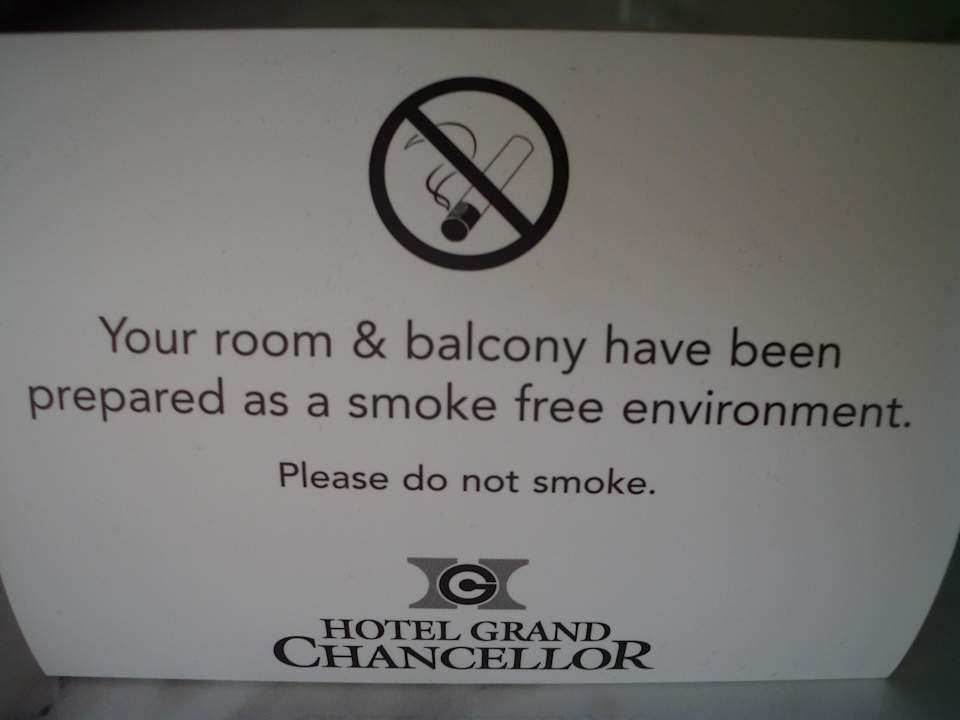 Your room & balcony have been
prepared as a smoke free environment.
Please do not smoke.
G
HOTEL GRAND
CHANCELLOR